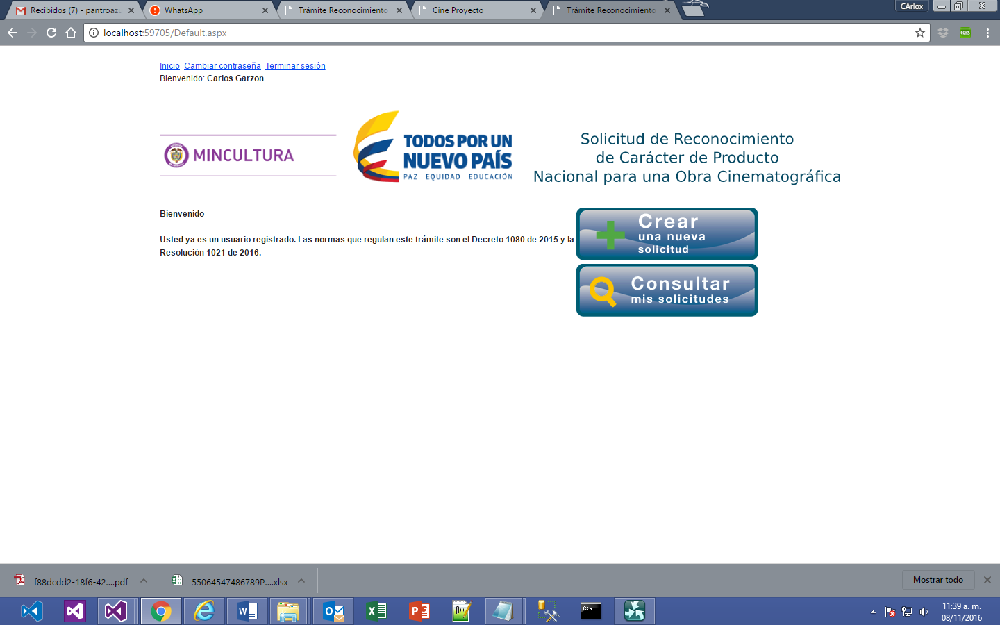 Recibidos (7) - pantroazu
WhatsApp
Trámite Reconocimiento
Cine Proyecto
Trámite Reconocimiento
CArlox
localhost:59705/Default.aspx
CORS
Inicio Cambiar contraseña Terminar sesión
Bienvenido: Carlos Garzon
MINCULTURA
TODOS POR UN
NUEVO PAÍS
PAZ EQUIDAD EDUCACIÓN
Solicitud de Reconocimiento
de Carácter de Producto
Nacional para una Obra Cinematográfica
Bienvenido
Usted ya es un usuario registrado. Las normas que regulan este trámite son el Decreto 1080 de 2015 y la
Resolución 1021 de 2016.
Crear
una nueva
solicitud
Consultar
mis solicitudes
f88dcdd2-18f6-42....pdf
55064547486789P....xlsx
Mostrar todo
11:39 a. m.
08/11/2016